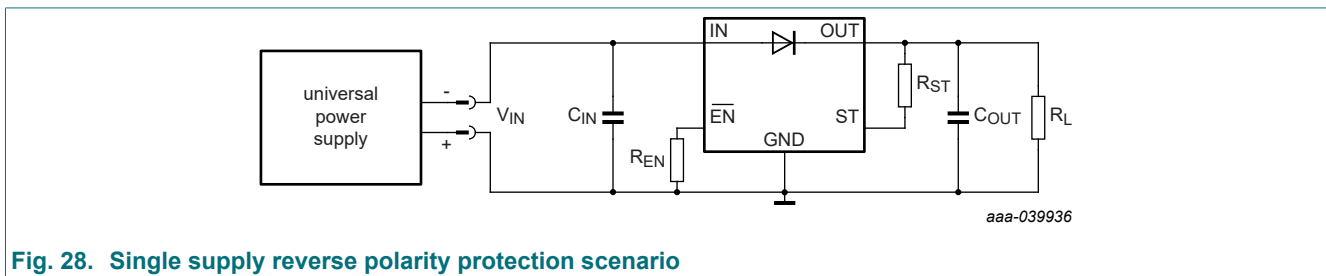 IN
OUT
universal
power
supply
-
+
VIN
CIN
EN
REN
GND
ST
RST
COUT
RL
aaa-039936
Fig. 28. Single supply reverse polarity protection scenario